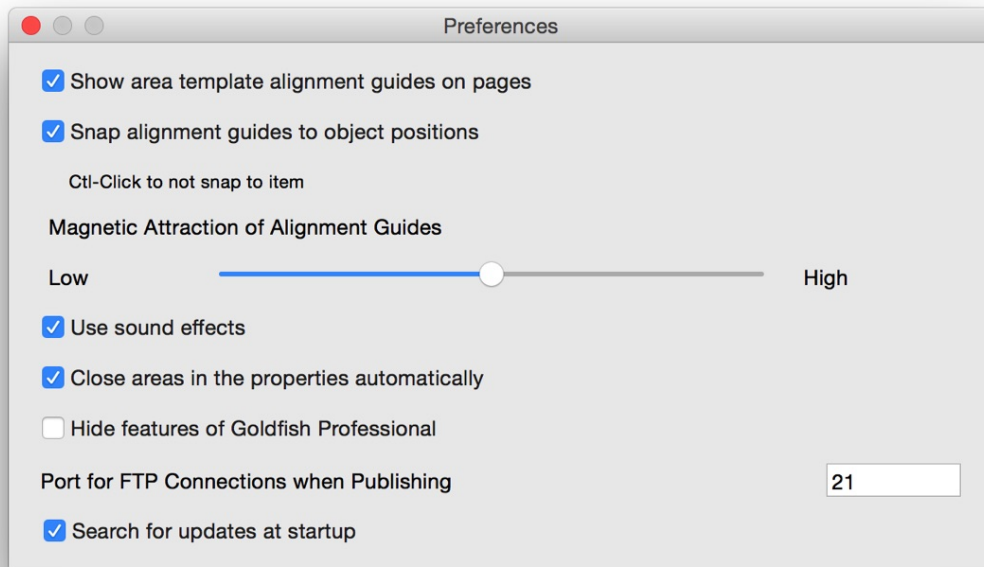 Preferences
Show area template alignment guides on pages
Snap alignment guides to object positions
Ctl-Click to not snap to item
Magnetic Attraction of Alignment Guides
Low High
Use sound effects
Close areas in the properties automatically
Hide features of Goldfish Professional
Port for FTP Connections when Publishing 21
Search for updates at startup